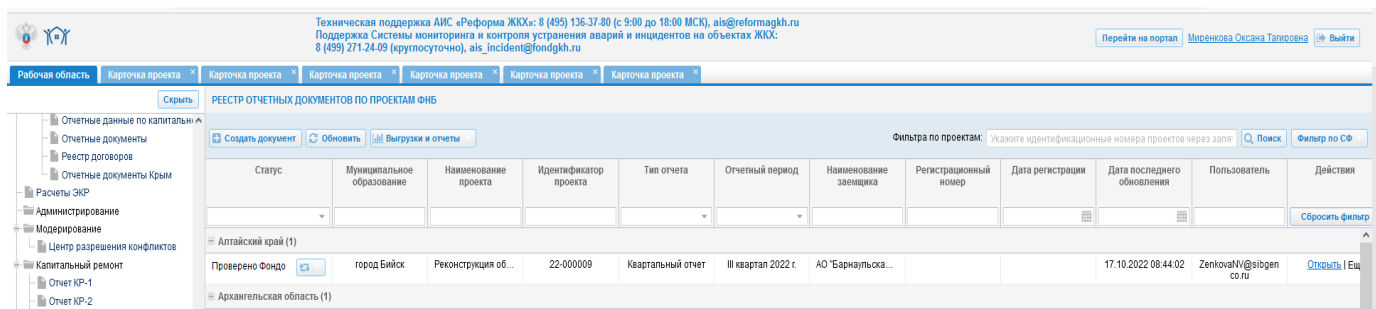 Техническая поддержка АИС «Реформа ЖКХ»: 8 (495) 136-37-80 (с 9:00 до 18:00 МСК), ais@reformagkh.ru
Поддержка Системы мониторинга и контроля устранения аварий и инцидентов на объектах ЖКХ:
8 (499) 271-24-09 (круглосуточно), ais_incident@fondgkh.ru
Перейти на портал Миренкова Оксана Тагировна Выйти
Рабочая область Карточка проекта Карточка проекта Карточка проекта Карточка проекта Карточка проекта Карточка проекта
Скрыть
Отчетные данные по капитальн
Отчетные документы
Реестр договоров
Отчетные документы Крым
Расчеты ЭКР
Администрирование
Модерирование
Центр разрешения конфликтов
Капитальный ремонт
Отчет КР-1
Отчет КР-2
РЕЕСТР ОТЧЕТНЫХ ДОКУМЕНТОВ ПО ПРОЕКТАМ ФНБ
Создать документ Обновить Выгрузки и отчеты Фильтра по проектам: Укажите идентификационные номера проектов через запят Поиск Фильтр по СФ
Статус Муниципальное образование Наименование проекта Идентификатор проекта Тип отчета Отчетный период Наименование заемщика Регистрационный номер Дата регистрации Дата последнего обновления Пользователь Действия
Сбросить фильтр
Алтайский край (1)
Проверено Фондо город Бийск Реконструкция об... 22-000009 Квартальный отчет III квартал 2022 г. АО "Барнаульска... 17.10.2022 08:44:02 ZenkovaNV@sibgenco.ru Открыть | Ещ
Архангельская область (1)